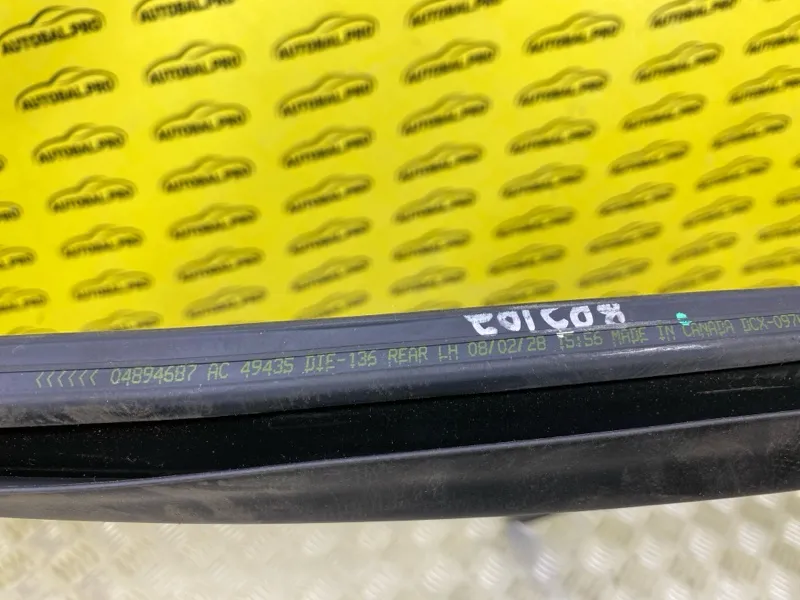 AUTOBAL.PRO
RDJ102
<<<<<< 04894687 AC 49435 DIE-136 REAR LH 08/02/28 15:56 MADE IN CANADA DCX-097